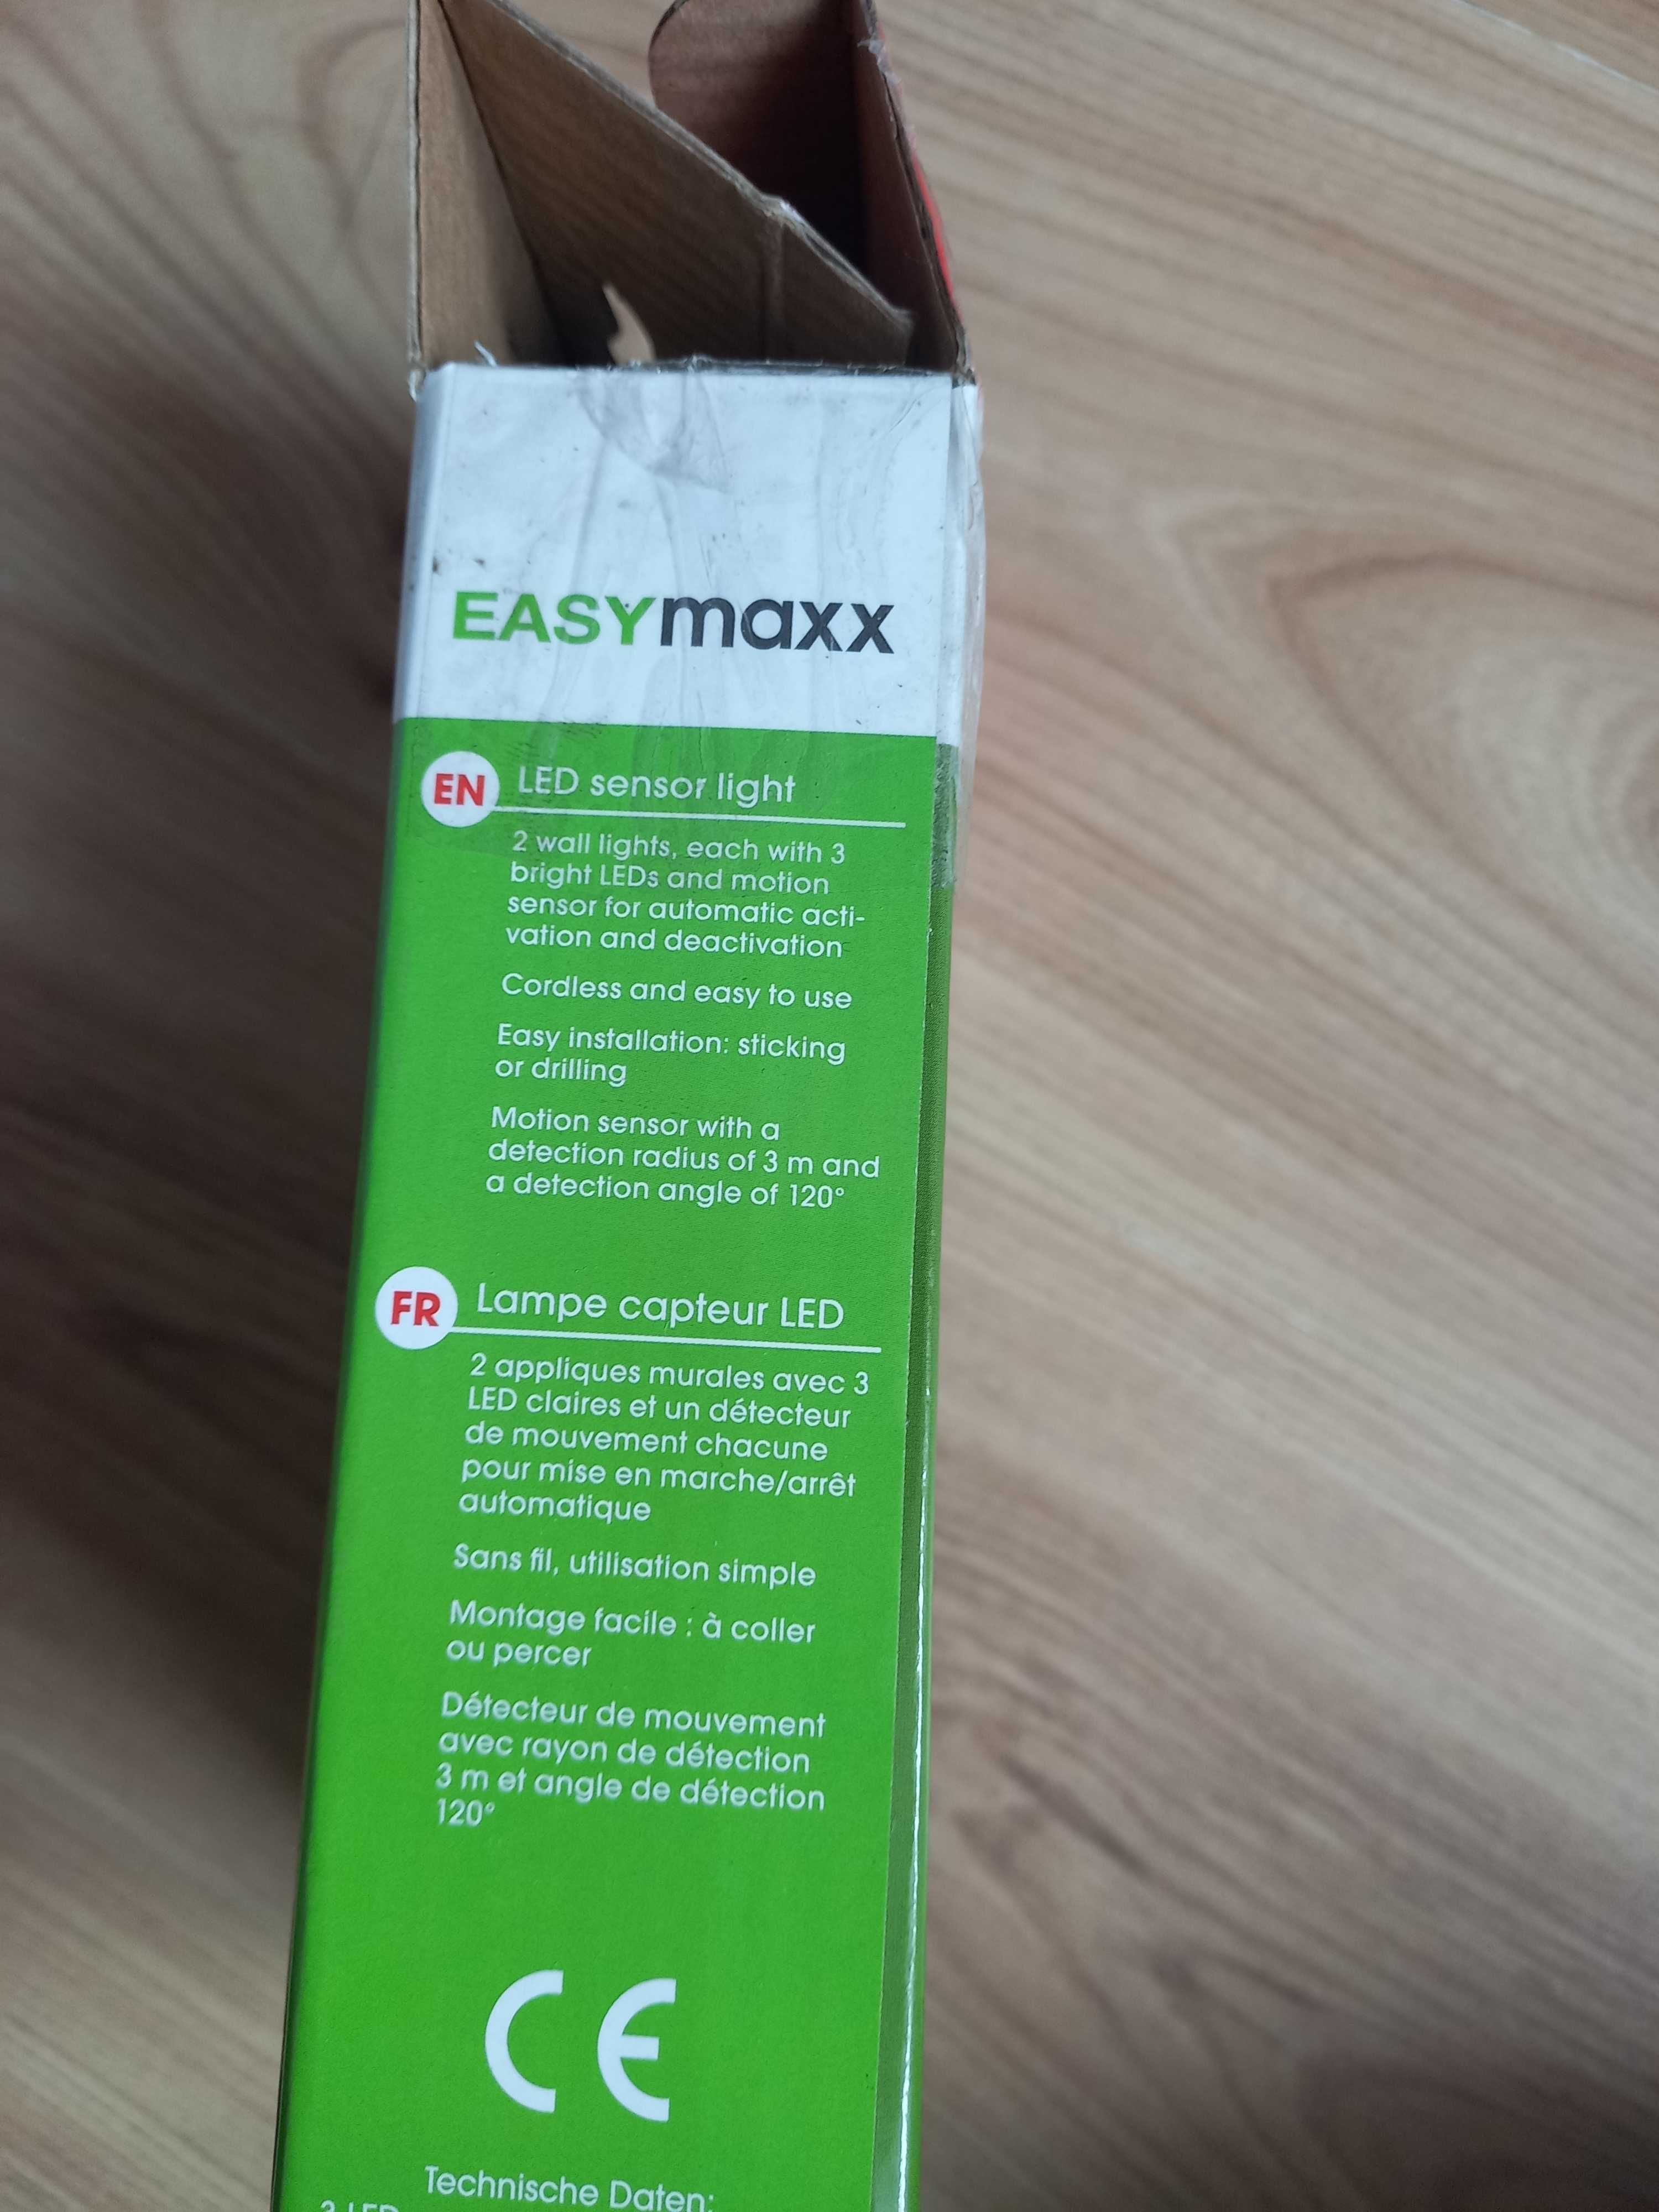 EASYmaxx
EN LED sensor light
2 wall lights, each with 3
bright LEDs and motion
sensor for automatic acti-
vation and deactivation
Cordless and easy to use
Easy installation: sticking
or drilling
Motion sensor with a
detection radius of 3 m and
a detection angle of 120°
FR Lampe capteur LED
2 appliques murales avec 3
LED claires et un détecteur
de mouvement chacune
pour mise en marche/arrêt
automatique
Sans fil, utilisation simple
Montage facile : à coller
ou percer
Détecteur de mouvement
avec rayon de détection
3 m et angle de détection
120°
CE
Technische Daten:
3 LED